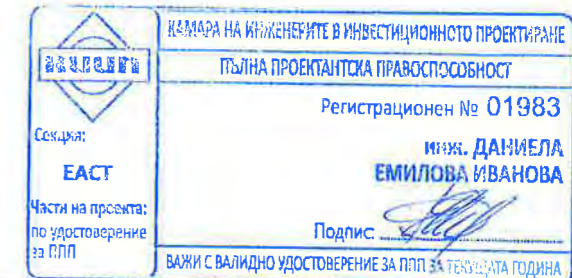 КАМАРА НА ИНЖЕНЕРИТЕ В ИНВЕСТИЦИОННОТО ПРОЕКТИРАНЕ
КИИП
ПЪЛНА ПРОЕКТАНТСКА ПРАВОСПОСОБНОСТ
Регистрационен № 01983
Секция:
ЕАСТ
инж. ДАНИЕЛА
ЕМИЛОВА ИВАНОВА
Части на проекта:
по удостоверение
за ППП
Подпис:
ВАЖИ С ВАЛИДНО УДОСТОВЕРЕНИЕ ЗА ППП ЗА ТЕКУЩАТА ГОДИНА